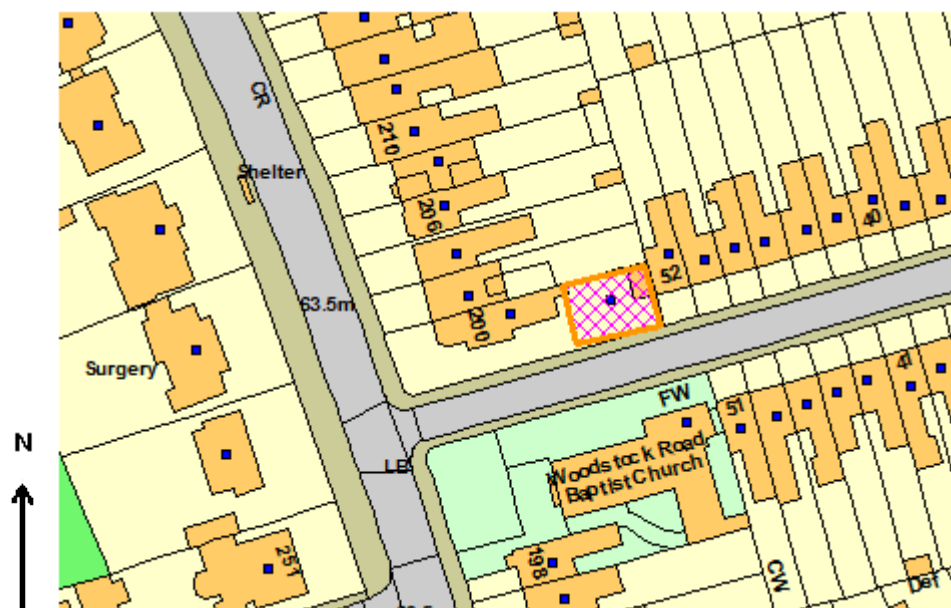 CR
210
Shelter
206
52
40
63.5m
200
Surgery
FW
51
41
N
LB
Woodstock Road
Baptist Church
198
251
CW
Def